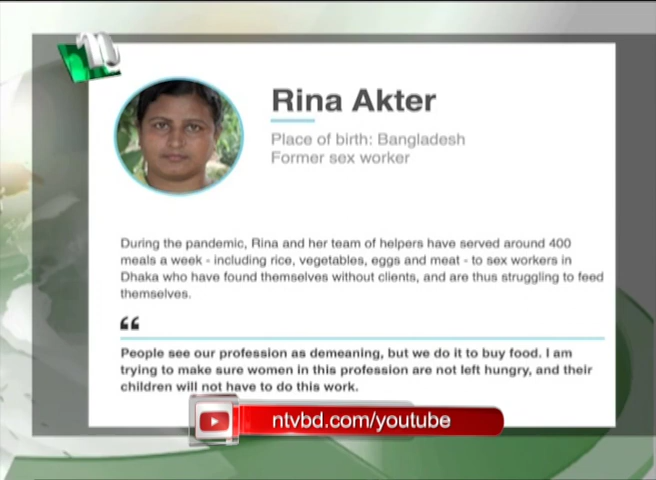 Rina Akter
Place of birth: Bangladesh
Former sex worker
During the pandemic, Rina and her team of helpers have served around 400
meals a week - including rice, vegetables, eggs and meat - to sex workers in
Dhaka who have found themselves without clients, and are thus struggling to feed
themselves.
“
People see our profession as demeaning, but we do it to buy food. I am
trying to make sure women in this profession are not left hungry, and their
children will not have to do this work.
ntvbd.com/youtube